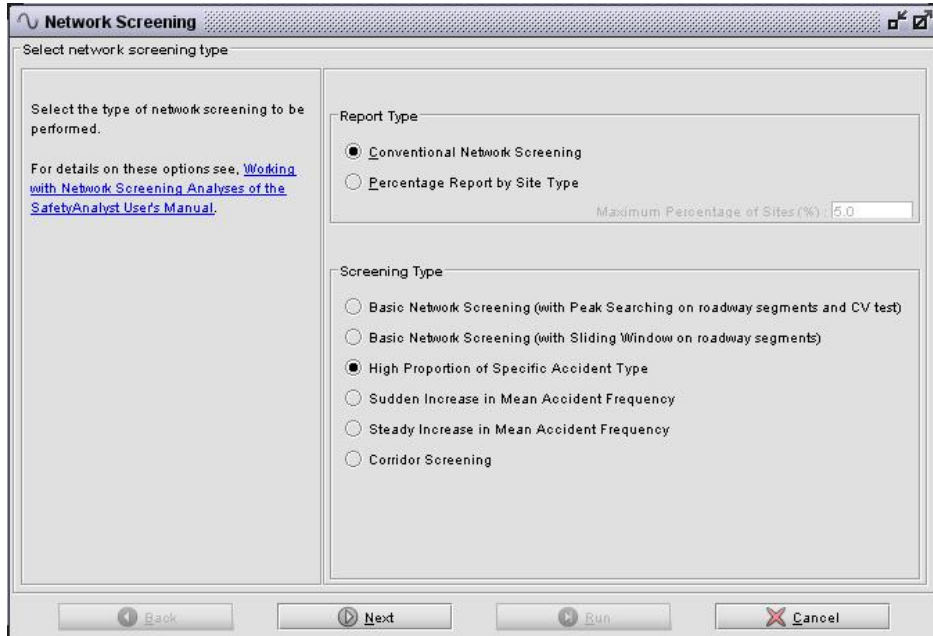 Network Screening
Select network screening type
Select the type of network screening to be
performed.
For details on these options see, Working
with Network Screening Analyses of the
SafetyAnalyst User's Manual.
Report Type
Conventional Network Screening
Percentage Report by Site Type
Maximum Percentage of Sites (%) : 5.0
Screening Type
Basic Network Screening (with Peak Searching on roadway segments and CV test)
Basic Network Screening (with Sliding Window on roadway segments)
High Proportion of Specific Accident Type
Sudden Increase in Mean Accident Frequency
Steady Increase in Mean Accident Frequency
Corridor Screening
Back Next Run Cancel